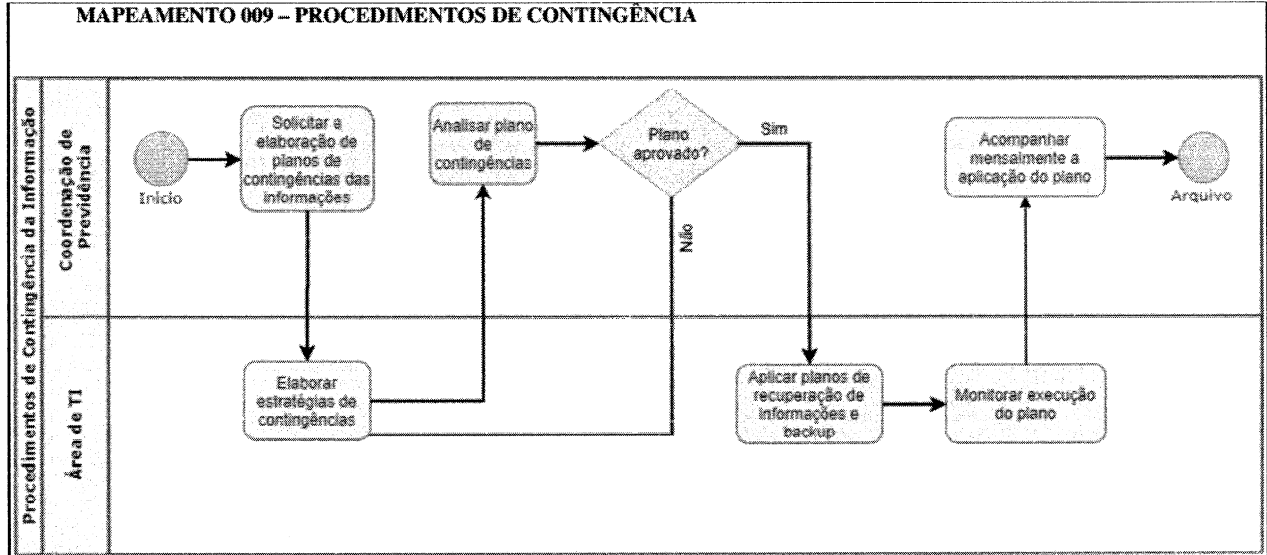 MAPEAMENTO 009 – PROCEDIMENTOS DE CONTINGÊNCIA
Procedimentos de Contingência da Informação
Coordenação de
Previdência
Início
Solicitar a
elaboração de
planos de
contingências das
informações
Analisar plano
de
contingências
Plano
aprovado?
Sim
Não
Acompanhar
mensalmente a
aplicação do plano
Arquivo
Área de TI
Elaborar
estratégias de
contingências
Aplicar planos de
recuperação de
informações e
backup
Monitorar execução
do plano